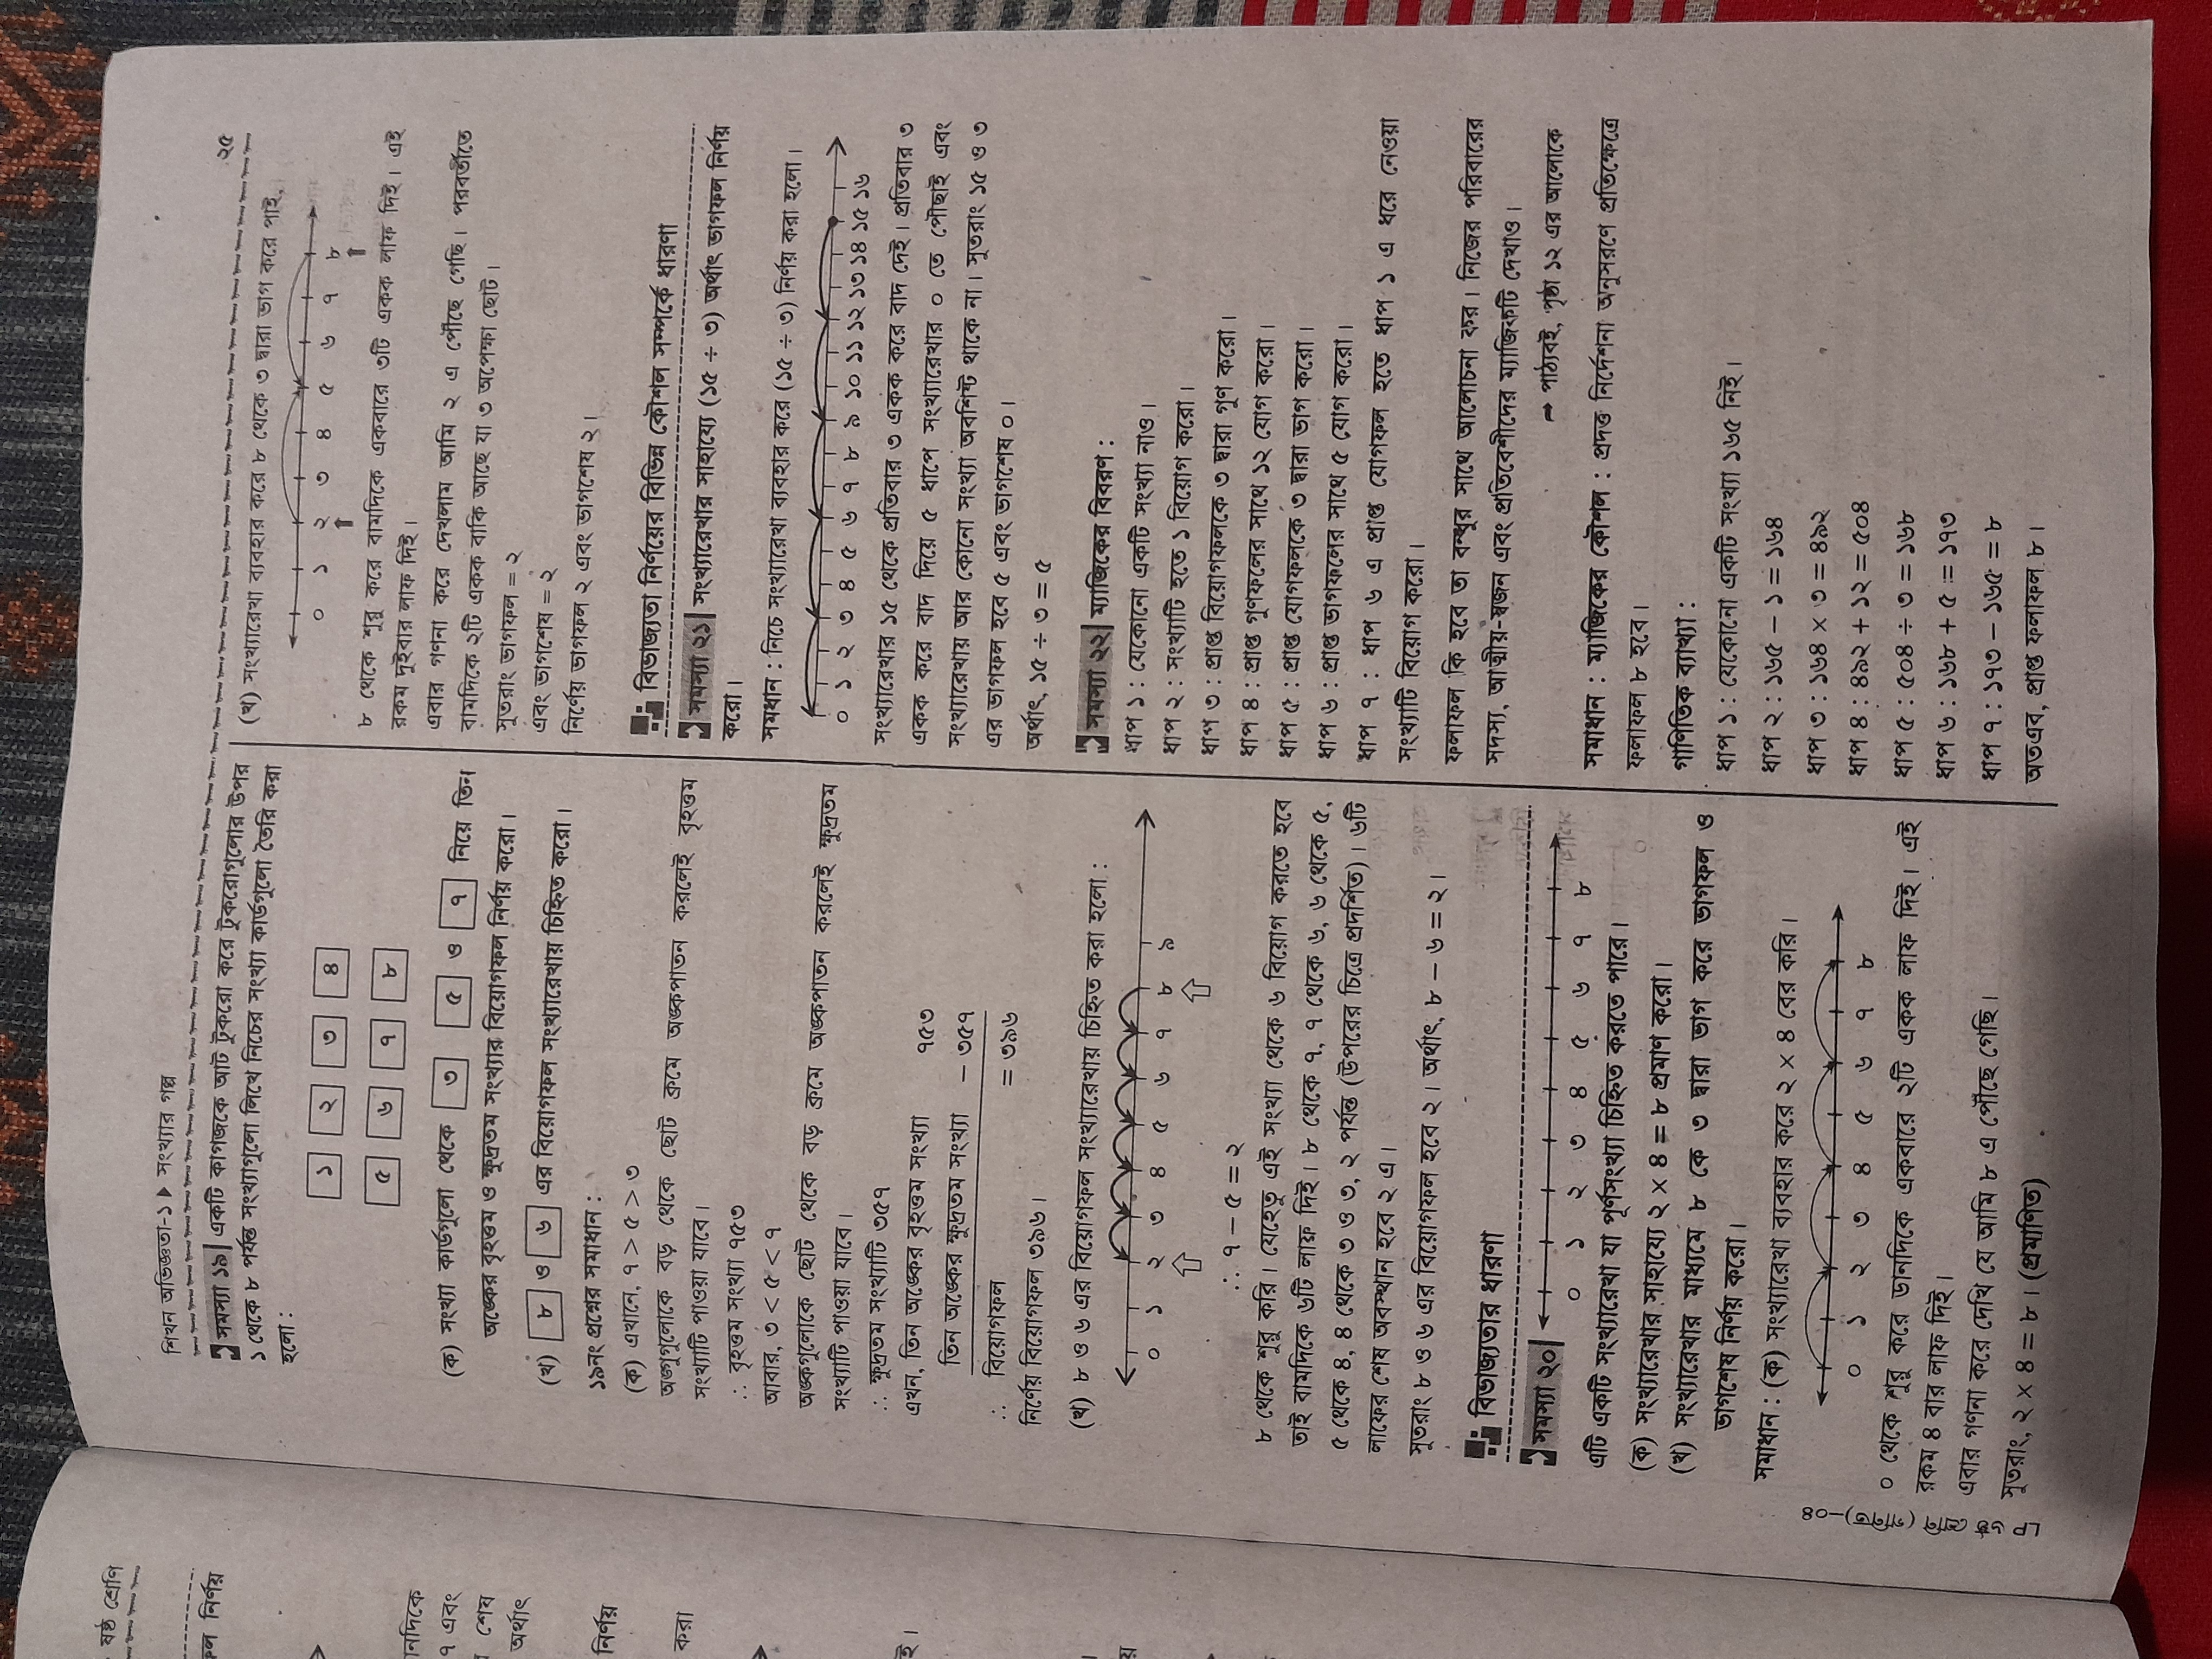 ষষ্ঠ শ্রেণি
ফল নির্ণয়
ানদিকে
৭ এবং
শেষ
অর্থাৎ
নির্ণয়
করা
ই।
শিখন অভিজ্ঞতা-১ ▶ সংখ্যার গল্প
২৫
সমস্যা ১৯ | একটি কাগজকে আট টুকরো করে টুকরোগুলোর উপর
১ থেকে ৮ পর্যন্ত সংখ্যাগুলো লিখে নিচের সংখ্যা কার্ডগুলো তৈরি করা
হলো :
১ ২ ৩ ৪
৫ ৬ ৭ ৮
(ক) সংখ্যা কার্ডগুলো থেকে ৩ ৫ ও ৭ নিয়ে তিন
অঙ্কের বৃহত্তম ও ক্ষুদ্রতম সংখ্যার বিয়োগফল নির্ণয় করো।
(খ) ৮ ও ৬ এর বিয়োগফল সংখ্যারেখায় চিহ্নিত করো।
১৯নং প্রশ্নের সমাধান :
(ক) এখানে, ৭ > ৫ > ৩
অঙ্গুগুলোকে বড় থেকে ছোট ক্রমে অঙ্কপাতন করলেই বৃহত্তম
সংখ্যাটি পাওয়া যাবে।
∴ বৃহত্তম সংখ্যা ৭৫৩
আবার, ৩ < ৫ < ৭
অঙ্কগুলোকে ছোট থেকে বড় ক্রমে অঙ্কপাতন করলেই ক্ষুদ্রতম
সংখ্যাটি পাওয়া যাবে।
∴ ক্ষুদ্রতম সংখ্যাটি ৩৫৭
এখন, তিন অঙ্কের বৃহত্তম সংখ্যা ৭৫৩
তিন অঙ্কের ক্ষুদ্রতম সংখ্যা – ৩৫৭
∴ বিয়োগফল = ৩৯৬
নির্ণেয় বিয়োগফল ৩৯৬।
(খ) ৮ ও ৬ এর বিয়োগফল সংখ্যারেখায় চিহ্নিত করা হলো :
০ ১ ২ ৩ ৪ ৫ ৬ ৭ ৮ ৯
∴ ৭ – ৫ = ২
৮ থেকে শুরু করি। যেহেতু এই সংখ্যা থেকে ৬ বিয়োগ করতে হবে
তাই বামদিকে ৬টি লাফ দিই। ৮ থেকে ৭, ৭ থেকে ৬, ৬ থেকে ৫,
৫ থেকে ৪, ৪ থেকে ৩ ও ৩, ২ পর্যন্ত (উপরের চিত্রে প্রদর্শিত)। ৬টি
লাফের শেষ অবস্থান হবে ২ এ।
সুতরাং ৮ ও ৬ এর বিয়োগফল হবে ২। অর্থাৎ, ৮ – ৬ = ২।
বিভাজ্যতার ধারণা
সমস্যা ২০ |
০ ১ ২ ৩ ৪ ৫ ৬ ৭ ৮
এটি একটি সংখ্যারেখা যা পূর্ণসংখ্যা চিহ্নিত করতে পারে।
(ক) সংখ্যারেখার সাহায্যে ২ × ৪ = ৮ প্রমাণ করো।
(খ) সংখ্যারেখার মাধ্যমে ৮ কে ৩ দ্বারা ভাগ করে ভাগফল ও
ভাগশেষ নির্ণয় করো।
সমাধান : (ক) সংখ্যারেখা ব্যবহার করে ২ × ৪ বের করি।
০ ১ ২ ৩ ৪ ৫ ৬ ৭ ৮
০ থেকে শুরু করে ডানদিকে একবারে ২টি একক লাফ দিই। এই
রকম ৪ বার লাফ দিই।
এবার গণনা করে দেখি যে আমি ৮ এ পৌঁছে গেছি।
সুতরাং, ২ × ৪ = ৮। (প্রমাণিত)
LP ৬ষ্ঠ শ্রেণি (গণিত)–০৪
(খ) সংখ্যারেখা ব্যবহার করে ৮ থেকে ৩ দ্বারা ভাগ করে পাই,
০ ১ ২ ৩ ৪ ৫ ৬ ৭ ৮
৮ থেকে শুরু করে বামদিকে একবারে ৩টি একক লাফ দিই। এই
রকম দুইবার লাফ দিই।
এবার গণনা করে দেখলাম আমি ২ এ পৌঁছে গেছি। পরবর্তীতে
বামদিকে ২টি একক বাকি আছে যা ৩ অপেক্ষা ছোট।
সুতরাং ভাগফল = ২
এবং ভাগশেষ = ২
নির্ণেয় ভাগফল ২ এবং ভাগশেষ ২।
বিভাজ্যতা নির্ণয়ের বিভিন্ন কৌশল সম্পর্কে ধারণা
সমস্যা ২১ | সংখ্যারেখার সাহায্যে (১৫ ÷ ৩) অর্থাৎ ভাগফল নির্ণয়
করো।
সমধান : নিচে সংখ্যারেখা ব্যবহার করে (১৫ ÷ ৩) নির্ণয় করা হলো।
০ ১ ২ ৩ ৪ ৫ ৬ ৭ ৮ ৯ ১০ ১১ ১২ ১৩ ১৪ ১৫ ১৬
সংখ্যারেখার ১৫ থেকে প্রতিবার ৩ একক করে বাদ দেই। প্রতিবার ৩
একক করে বাদ দিয়ে ৫ ধাপে সংখ্যারেখার ০ তে পৌছাই এবং
সংখ্যারেখায় আর কোনো সংখ্যা অবশিষ্ট থাকে না। সুতরাং ১৫ ও ৩
এর ভাগফল হবে ৫ এবং ভাগশেষ ০।
অর্থাৎ, ১৫ ÷ ৩ = ৫
সমস্যা ২২ | ম্যাজিকের বিবরণ :
ধাপ ১ : যেকোনো একটি সংখ্যা নাও।
ধাপ ২ : সংখ্যাটি হতে ১ বিয়োগ করো।
ধাপ ৩ : প্রাপ্ত বিয়োগফলকে ৩ দ্বারা গুণ করো।
ধাপ ৪ : প্রাপ্ত গুণফলের সাথে ১২ যোগ করো।
ধাপ ৫ : প্রাপ্ত যোগফলকে ৩ দ্বারা ভাগ করো।
ধাপ ৬ : প্রাপ্ত ভাগফলের সাথে ৫ যোগ করো।
ধাপ ৭ : ধাপ ৬ এ প্রাপ্ত যোগফল হতে ধাপ ১ এ ধরে নেওয়া
সংখ্যাটি বিয়োগ করো।
ফলাফল কি হবে তা বন্ধুর সাথে আলোচনা কর। নিজের পরিবারের
সদস্য, আত্মীয়-স্বজন এবং প্রতিবেশীদের ম্যাজিকটি দেখাও।
➡ পাঠ্যবই, পৃষ্ঠা ১২ এর আলোকে
সমাধান : ম্যাজিকের কৌশল : প্রদত্ত নির্দেশনা অনুসরণে প্রতিক্ষেত্রে
ফলাফল ৮ হবে।
গাণিতিক ব্যাখ্যা :
ধাপ ১ : যেকোনো একটি সংখ্যা ১৬৫ নিই।
ধাপ ২ : ১৬৫ – ১ = ১৬৪
ধাপ ৩ : ১৬৪ × ৩ = ৪৯২
ধাপ ৪ : ৪৯২ + ১২ = ৫০৪
ধাপ ৫ : ৫০৪ ÷ ৩ = ১৬৮
ধাপ ৬ : ১৬৮ + ৫ = ১৭৩
ধাপ ৭ : ১৭৩ – ১৬৫ = ৮
অতএব, প্রাপ্ত ফলাফল ৮।